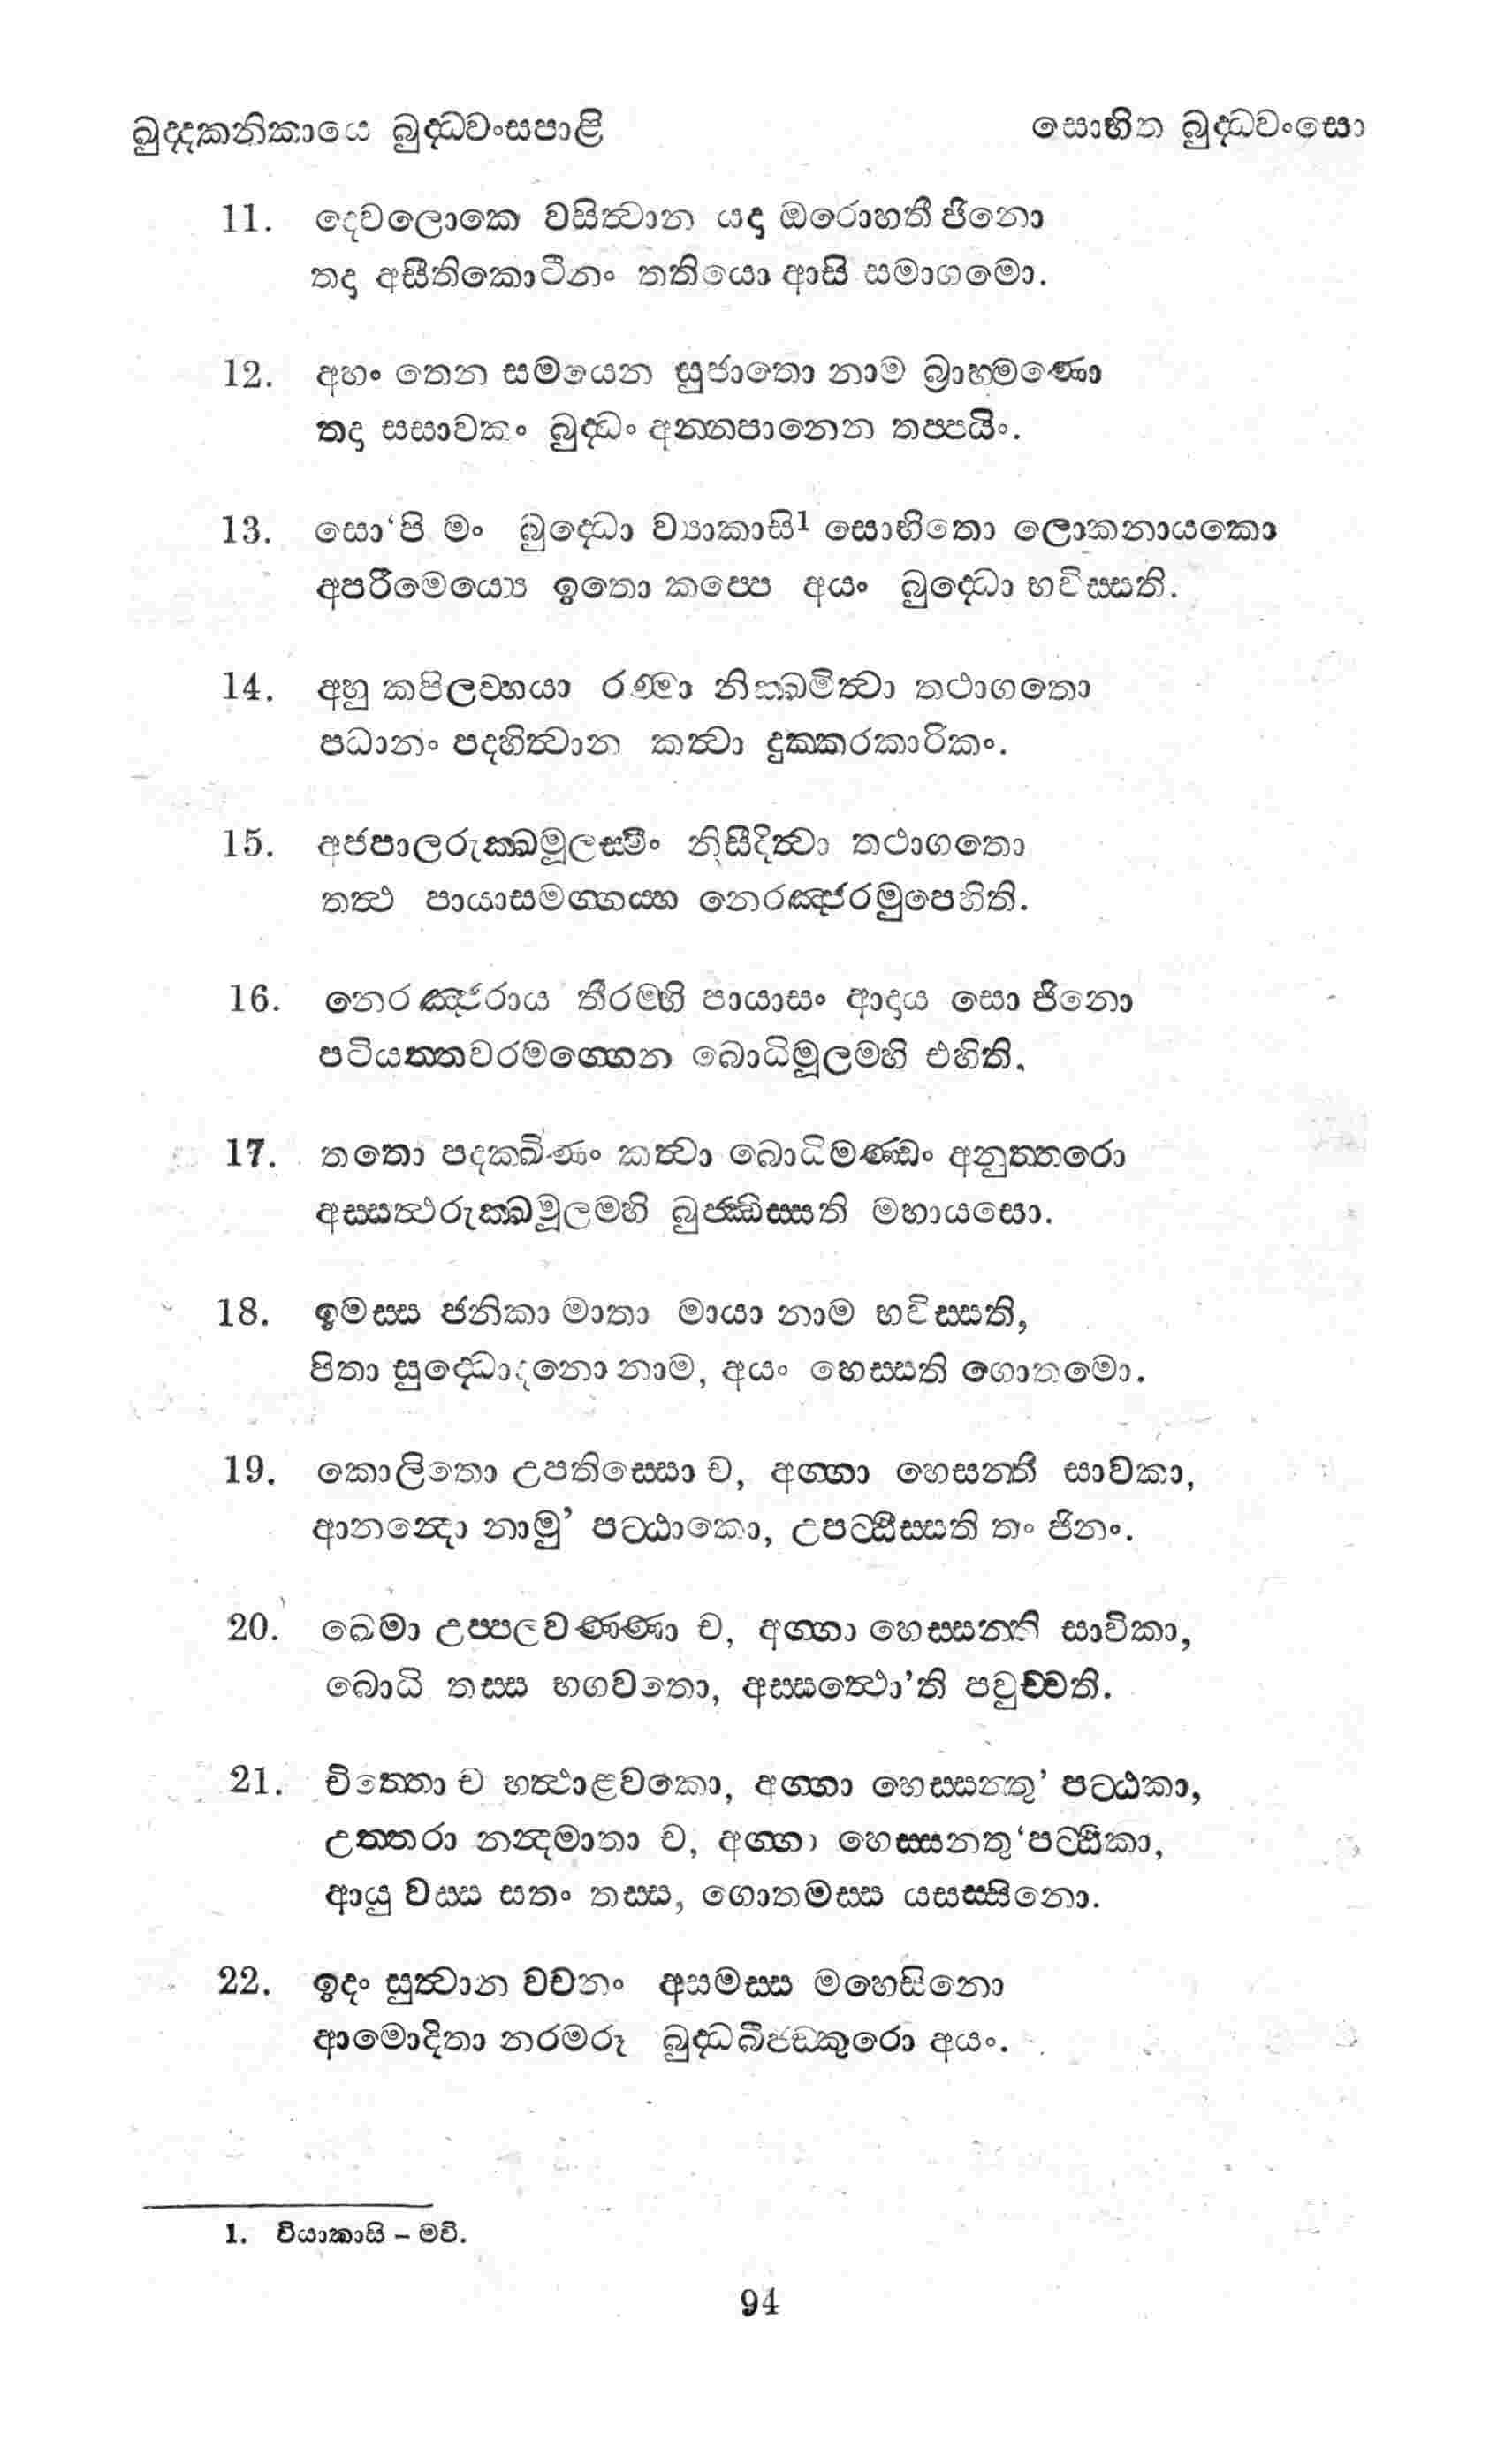 ඛුද්දකනිකායෙ බුද්ධවංසපාළි
සොභිත බුද්ධවංසො
11. දෙවලොකෙ වසිත්වාන යදා ඔරොහතී ජිනො
තදා අසීතිකොටීනං තතියො ආසි සමාගමො.
12. අහං තෙන සමයෙන සුජාතො නාම බ්‍රාහ්මණො
තදා සසාවකං බුද්ධං අන්නපානෙන තප්පයිං.
13. සො‘පි මං බුද්ධො ව්‍යාකාසි1 සොභිතො ලොකනායකො
අපරිමෙය්‍යෙ ඉතො කප්පෙ අයං බුද්ධො භවිස්සති.
14. අහු කපිලව්හයා රම්මා නික්ඛමිත්වා තථාගතො
පධානං පදහිත්වාන කත්වා දුක්කරකාරිකං.
15. අජපාලරුක්ඛමූලස්මිං නිසීදිත්වා තථාගතො
තත්ථ පායාසමග්ගය්හ නෙරඤ්ජරමුපෙහිති.
16. නෙරඤ්ජරාය තීරම්හි පායාසං ආදාය සො ජිනො
පටියත්තවරමග්ගෙන බොධිමූලම්හි එහිති.
17. තතො පදක්ඛිණං කත්වා බොධිමණ්ඩං අනුත්තරො
අස්සත්ථරුක්ඛමූලම්හි බුජ්ඣිස්සති මහායසො.
18. ඉමස්ස ජනිකා මාතා මායා නාම භවිස්සති,
පිතා සුද්ධොදනො නාම, අයං හෙස්සති ගොතමො.
19. කොලිතො උපතිස්සො ච, අග්ගා හෙසන්ති සාවකා,
ආනන්දො නාමු’ පට්ඨාකො, උපට්ඨිස්සති තං ජිනං.
20. ඛෙමා උප්පලවණ්ණා ච, අග්ගා හෙස්සන්ති සාවිකා,
බොධි තස්ස භගවතො, අස්සත්ථො’ති පවුච්චති.
21. චිත්තො ච හත්ථාළවකො, අග්ගා හෙස්සන්තු’ පට්ඨකා,
උත්තරා නන්දමාතා ච, අග්ගා හෙස්සන්තු‘පට්ඨිකා,
ආයු වස්ස සතං තස්ස, ගොතමස්ස යසස්සිනො.
22. ඉදං සුත්වාන වචනං අසමස්ස මහෙසිනො
ආමොදිතා නරමරූ බුද්ධබීජඞ්කුරො අයං.
1. වියාකාසි – මවි.
94